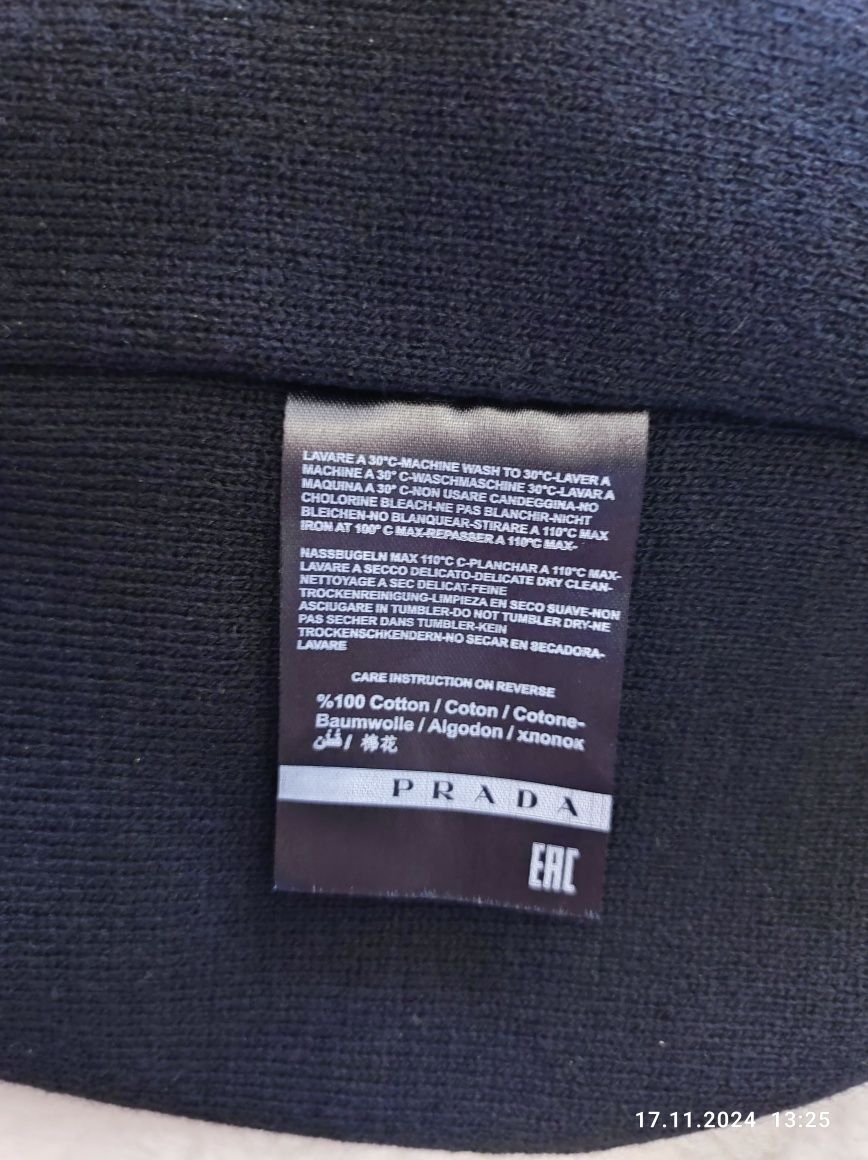 LAVARE A 30°C-MACHINE WASH TO 30°C-LAVER A
MACHINE A 30° C-WASCHMASCHINE 30°C-LAVAR A
MAQUINA A 30° C-NON USARE CANDEGGINA-NO
CHOLORINE BLEACH-NE PAS BLANCHIR-NICHT
BLEICHEN-NO BLANQUEAR-STIRARE A 110°C MAX
IRON AT 100° C MAX-REPASSER A 110°C MAX-
NASSBUGELN MAX 110°C C-PLANCHAR A 110°C MAX-
LAVARE A SECCO DELICATO-DELICATE DRY CLEAN-
NETTOYAGE A SEC DELICAT-FEINE
TROCKENREINIGUNG-LIMPIEZA EN SECO SUAVE-NON
ASCIUGARE IN TUMBLER-DO NOT TUMBLER DRY-NE
PAS SECHER DANS TUMBLER-KEIN
TROCKENSCHKENDERN-NO SECAR EN SECADORA-
LAVARE
CARE INSTRUCTION ON REVERSE
%100 Cotton / Coton / Cotone-
Baumwolle / Algodon / хлопок
/ 棉花
PRADA
EAC
17.11.2024 13:25